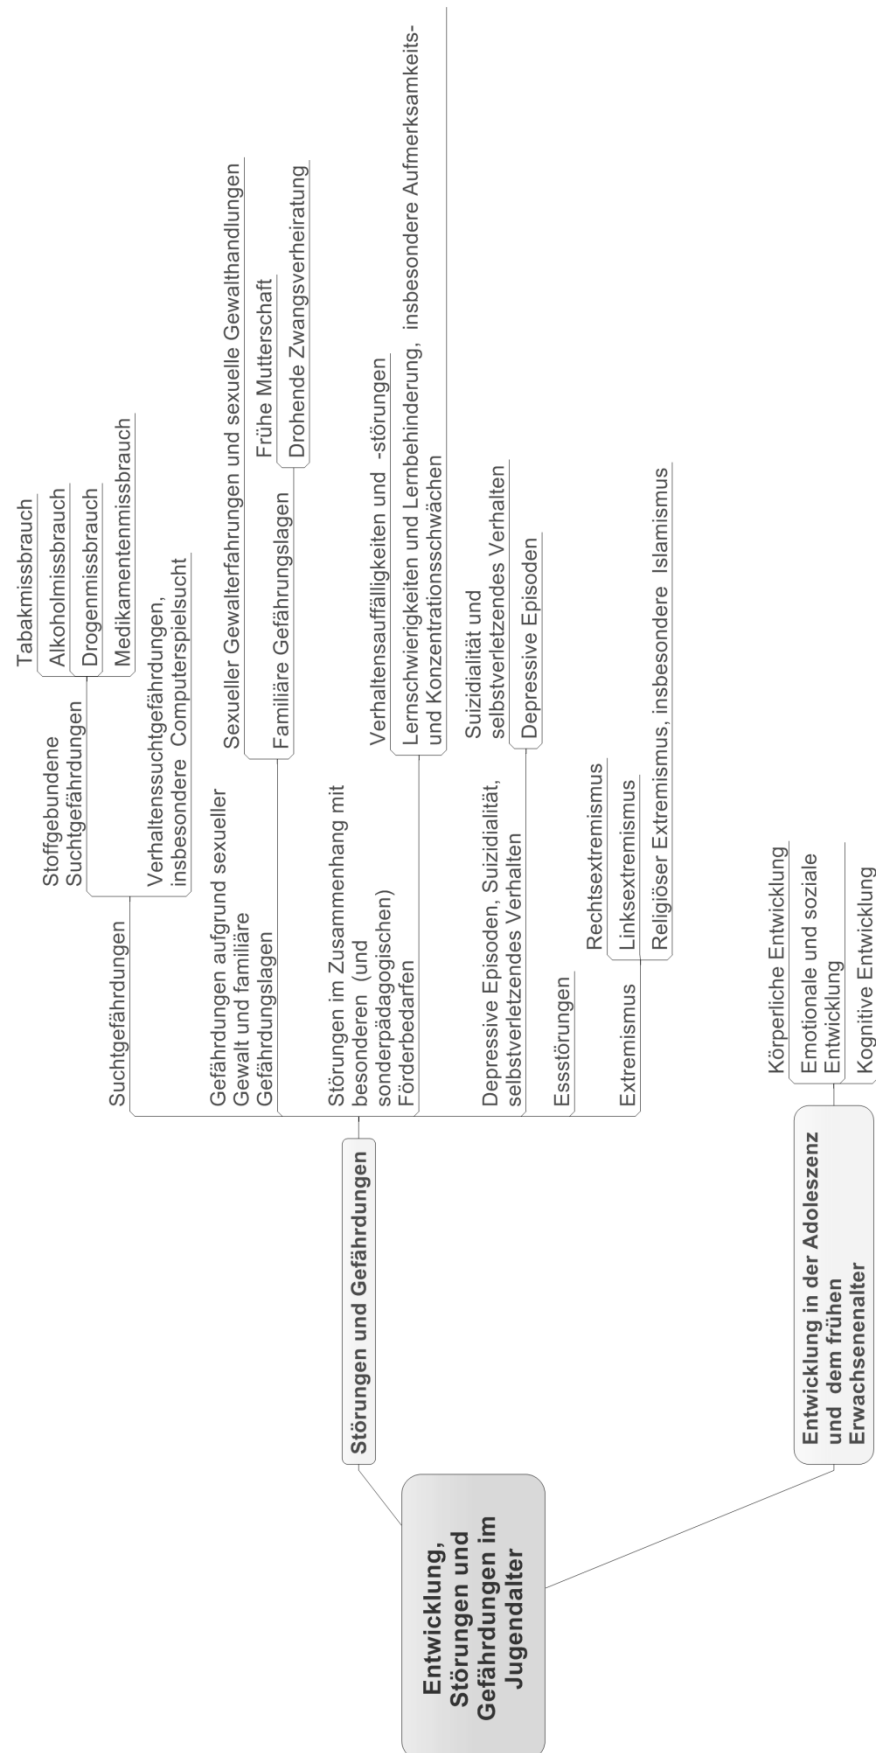 Entwicklung,
Störungen und
Gefährdungen im
Jugendalter
Störungen und Gefährdungen
Suchtgefährdungen
Stoffgebundene
Suchtgefährdungen
Tabakmissbrauch
Alkoholmissbrauch
Drogenmissbrauch
Medikamentenmissbrauch
Verhaltenssuchtgefährdungen,
insbesondere Computerspielsucht
Gefährdungen aufgrund sexueller
Gewalt und familiäre
Gefährdungslagen
Sexueller Gewalterfahrungen und sexuelle Gewalthandlungen
Familiäre Gefährungslagen
Frühe Mutterschaft
Drohende Zwangsverheiratung
Störungen im Zusammenhang mit
besonderen (und
sonderpädagogischen)
Förderbedarfen
Verhaltensauffälligkeiten und -störungen
Lernschwierigkeiten und Lernbehinderung, insbesondere Aufmerksamkeits-
und Konzentrationsschwächen
Depressive Episoden, Suizidialität,
selbstverletzendes Verhalten
Suizidialität und
selbstverletzendes Verhalten
Depressive Episoden
Essstörungen
Extremismus
Rechtsextremismus
Linksextremismus
Religiöser Extremismus, insbesondere Islamismus
Entwicklung in der Adoleszenz
und dem frühen
Erwachsenenalter
Körperliche Entwicklung
Emotionale und soziale
Entwicklung
Kognitive Entwicklung